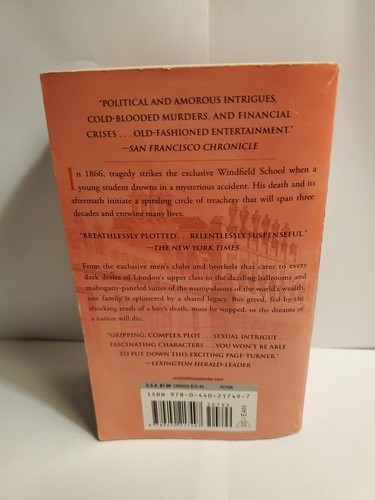 "POLITICAL AND AMOROUS INTRIGUES,
COLD-BLOODED MURDERS, AND FINANCIAL
CRISES . . . OLD-FASHIONED ENTERTAINMENT."
—SAN FRANCISCO CHRONICLE
In 1866, tragedy strikes the exclusive Windfield School when a
young student drowns in a mysterious accident. His death and its
aftermath initiate a spiraling circle of treachery that will span three
decades and entwine many lives.
"BREATHLESSLY PLOTTED . . . RELENTLESSLY SUSPENSEFUL."
—THE NEW YORK TIMES
From the exclusive men's clubs and brothels that cater to every
dark desire of London's upper class to the dazzling ballrooms and
mahogany-paneled suites of the manipulators of the world's wealth,
one family is splintered by a shared legacy. But greed, fed by the
shocking truth of a boy's death, must be stopped, or the dreams of
a nation will die.
"GRIPPING, COMPLEX PLOT . . . SEXUAL INTRIGUE . . .
FASCINATING CHARACTERS . . . YOU WON'T BE ABLE
TO PUT DOWN THIS EXCITING PAGE-TURNER."
—LEXINGTON HERALD-LEADER
U.S.A. $7.99 CANADA FICTION
ISBN 978-0-440-21749-7
EAN